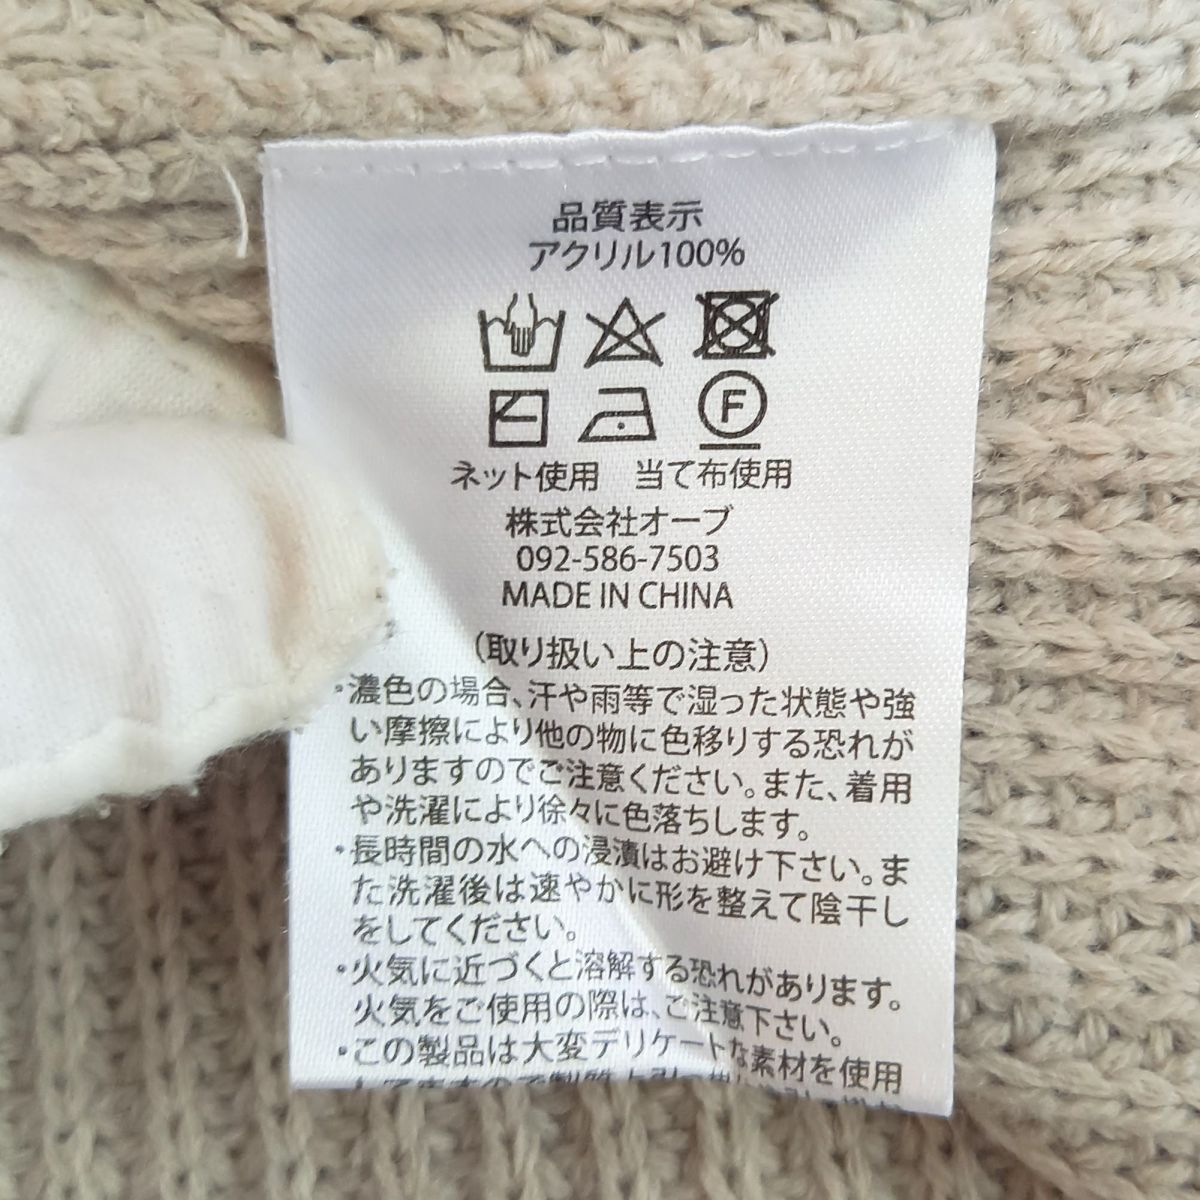 品質表示
アクリル100%
F
ネット使用　当て布使用
株式会社オーブ
092-586-7503
MADE IN CHINA
(取り扱い上の注意)
・濃色の場合、汗や雨等で湿った状態や強
い摩擦により他の物に色移りする恐れが
ありますのでご注意ください。また、着用
や洗濯により徐々に色落ちします。
・長時間の水への浸漬はお避け下さい。ま
た洗濯後は速やかに形を整えて陰干し
をしてください。
・火気に近づくと溶解する恐れがあります。
火気をご使用の際は、ご注意下さい。
・この製品は大変デリケートな素材を使用